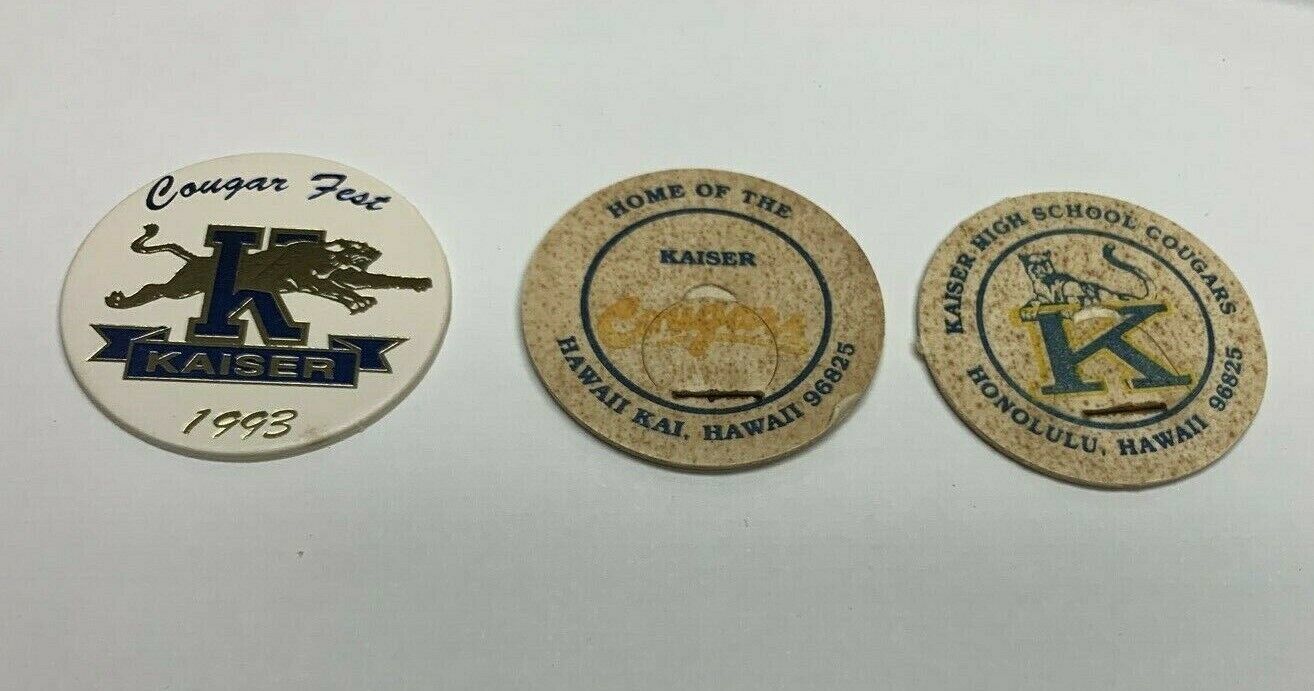 Cougar Fest
K
KAISER
1993
HOME OF THE
KAISER
Cougars
HAWAII KAI, HAWAII 96825
KAISER HIGH SCHOOL COUGARS
K
HONOLULU, HAWAII 96825